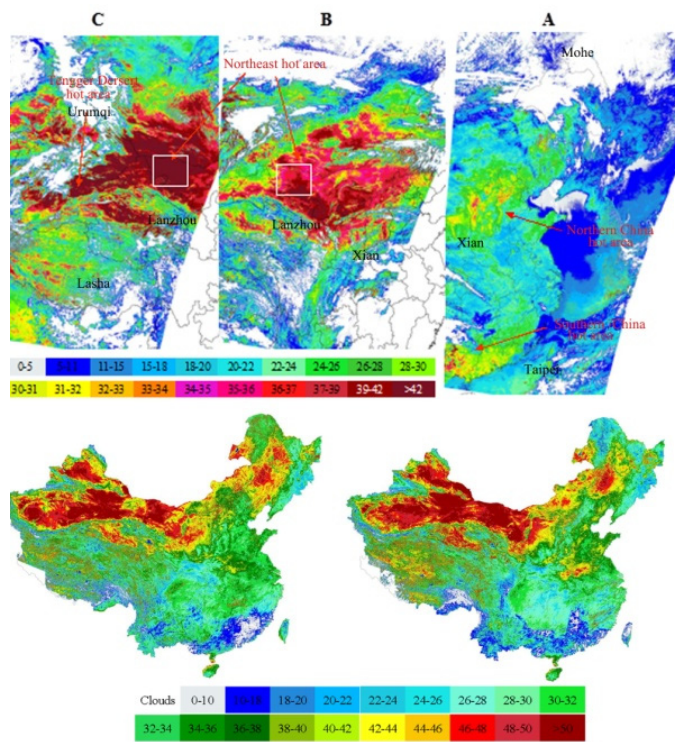 C
B
A
Tengger Dersert
hot area
Urumqi
Lanzhou
Lasha
Northeast hot area
Lanzhou
Xian
Mohe
Northern China
hot area
Xian
Southern China
hot area
Taipei
0-5 11-15 15-18 18-20 20-22 22-24 24-26 26-28 28-30
30-31 31-32 32-33 33-34 34-35 35-36 36-37 37-39 39-42 >42
Clouds 0-10 18-20 20-22 22-24 24-26 26-28 28-30 30-32
32-34 34-36 36-38 38-40 40-42 42-44 44-46 46-48 48-50 >50